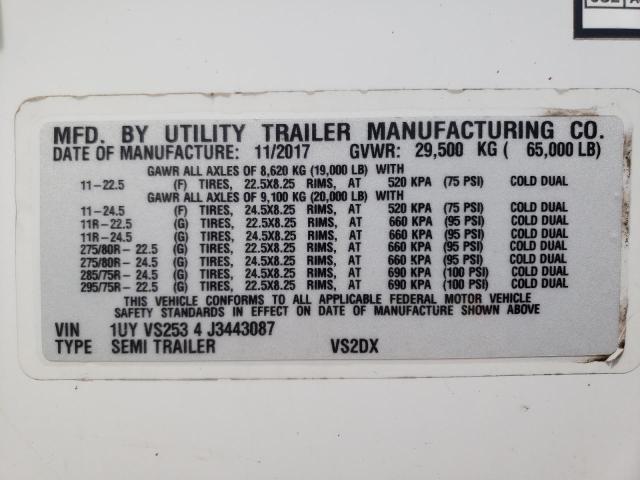 MFD. BY UTILITY TRAILER MANUFACTURING CO.
DATE OF MANUFACTURE: 11/2017 GVWR: 29,500 KG ( 65,000 LB)
GAWR ALL AXLES OF 8,620 KG (19,000 LB) WITH
11-22.5 (F) TIRES, 22.5X8.25 RIMS, AT 520 KPA (75 PSI) COLD DUAL
GAWR ALL AXLES OF 9,100 KG (20,000 LB) WITH
11-24.5 (F) TIRES, 24.5X8.25 RIMS, AT 520 KPA (75 PSI) COLD DUAL
11R-22.5 (G) TIRES, 22.5X8.25 RIMS, AT 660 KPA (95 PSI) COLD DUAL
11R-24.5 (G) TIRES, 24.5X8.25 RIMS, AT 660 KPA (95 PSI) COLD DUAL
275/80R- 22.5 (G) TIRES, 22.5X8.25 RIMS, AT 660 KPA (95 PSI) COLD DUAL
275/80R- 24.5 (G) TIRES, 24.5X8.25 RIMS, AT 660 KPA (95 PSI) COLD DUAL
285/75R- 24.5 (G) TIRES, 24.5X8.25 RIMS, AT 690 KPA (100 PSI) COLD DUAL
295/75R- 22.5 (G) TIRES, 22.5X8.25 RIMS, AT 690 KPA (100 PSI) COLD DUAL
THIS VEHICLE CONFORMS TO ALL APPLICABLE FEDERAL MOTOR VEHICLE
SAFETY STANDARDS IN EFFECT ON DATE OF MANUFACTURE SHOWN ABOVE
VIN 1UY VS253 4 J3443087
TYPE SEMI TRAILER VS2DX